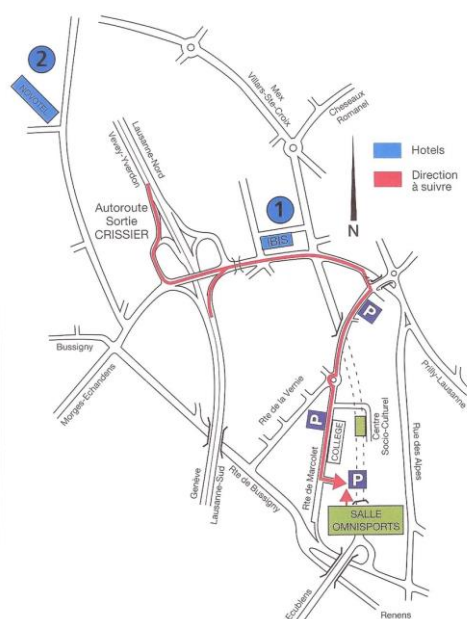 2
NOVOTEL
Lausanne-Nord
Vevey-Yverdon
Autoroute
Sortie
CRISSIER
Mex
Villars-Ste-Croix
Cheseaux
Romanel
Hotels
Direction
à suivre
1
IBIS
N
P
Bussigny
Morges-Echandens
Prilly-Lausanne
Rte de la Vernie
P
COLLEGE
Centre
Socio-Culturel
Rte de Marcolet
Rue des Alpes
Genève
Lausanne-Sud
Rte de Bussigny
P
SALLE
OMNISPORTS
Ecublens
Renens